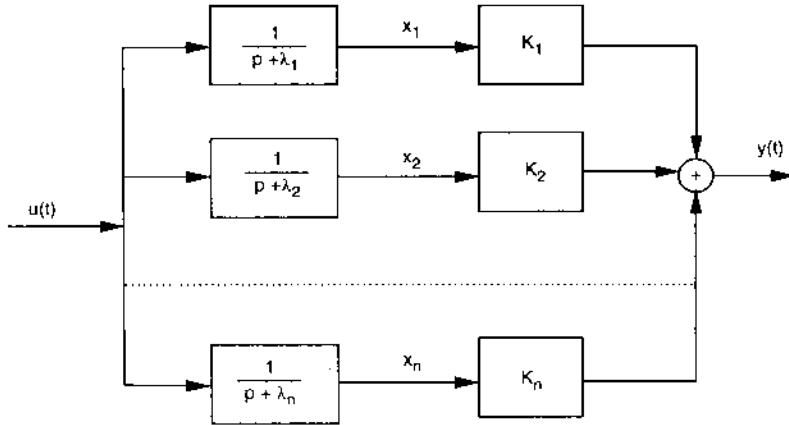 1
p + λ1
x1
K1
1
p + λ2
x2
K2
+
y(t)
u(t)
1
p + λn
xn
Kn